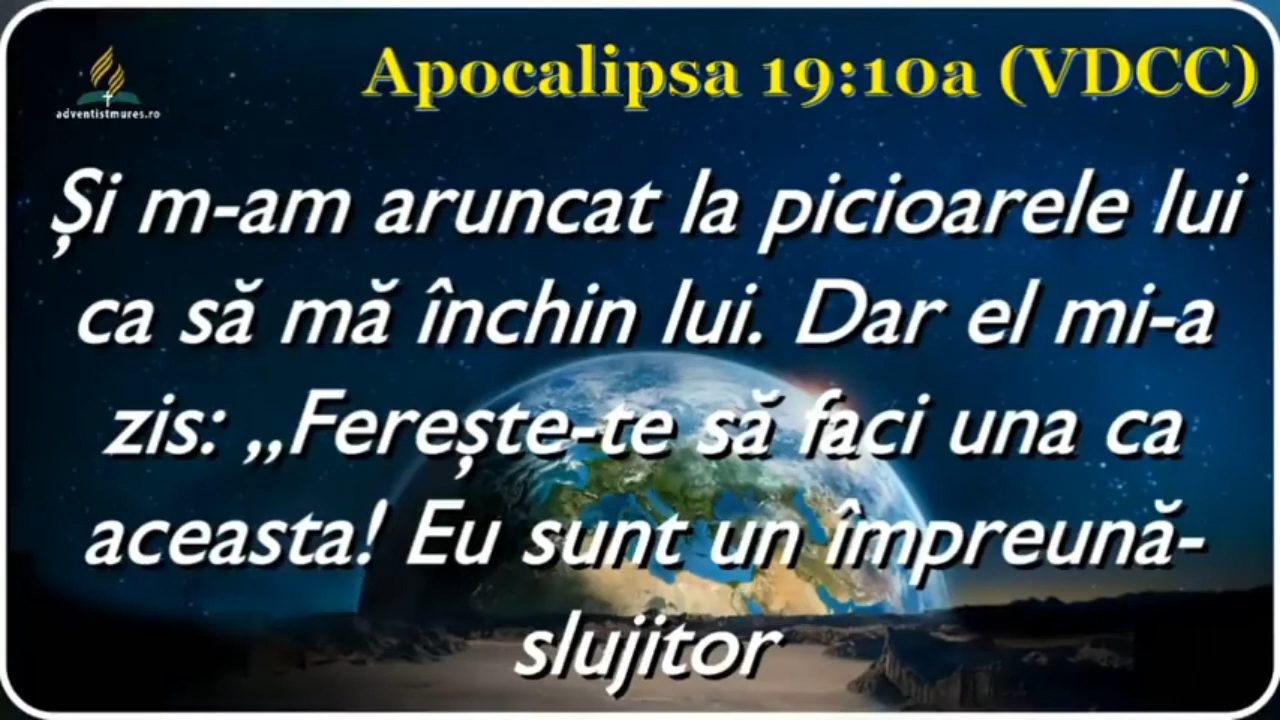 Apocalipsa 19:10a (VDCC)
adventistmures.ro
Și m-am aruncat la picioarele lui
ca să mă închin lui. Dar el mi-a
zis: „Ferește-te să faci una ca
aceasta! Eu sunt un împreună-
slujitor